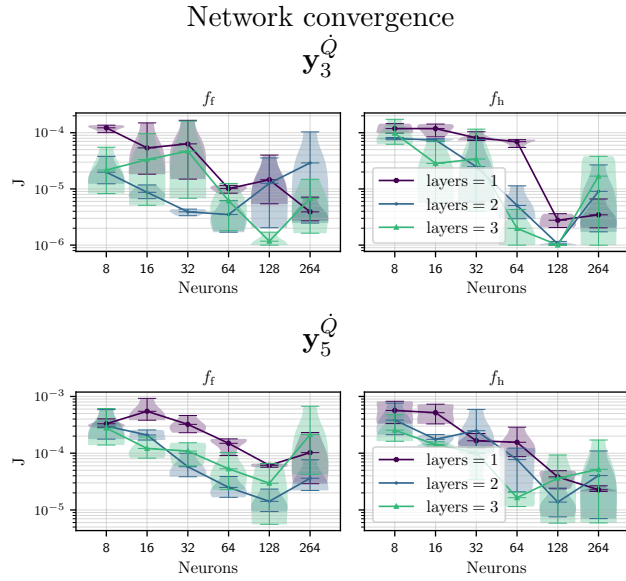 Network convergence
y₃^Q̇
f_f
f_h
10⁻⁴
10⁻⁵
10⁻⁶
J
layers = 1
layers = 2
layers = 3
8 16 32 64 128 264
8 16 32 64 128 264
Neurons
Neurons
y₅^Q̇
f_f
f_h
10⁻³
10⁻⁴
10⁻⁵
J
layers = 1
layers = 2
layers = 3
8 16 32 64 128 264
8 16 32 64 128 264
Neurons
Neurons